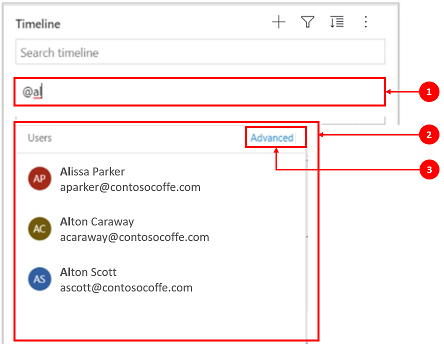 Timeline
Search timeline
@al
1
Users Advanced
2
3
AP Alissa Parker
aparker@contosocoffe.com
AC Alton Caraway
acaraway@contosocoffe.com
AS Alton Scott
ascott@contosocoffe.com